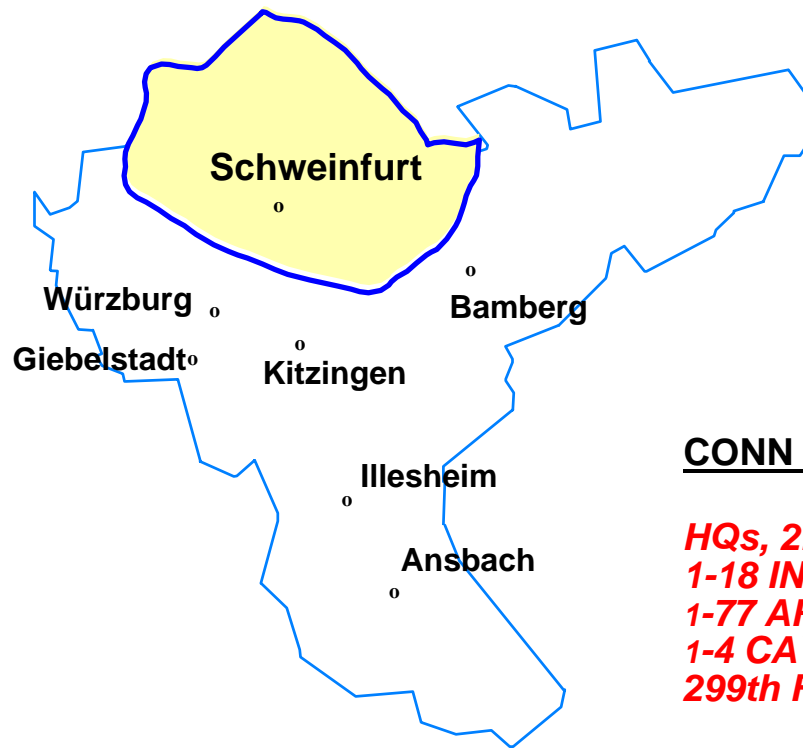 Schweinfurt
Würzburg
Bamberg
Giebelstadt
Kitzingen
Illesheim
Ansbach
CONN
HQs, 2
1-18 IN
1-77 A
1-4 CA
299th